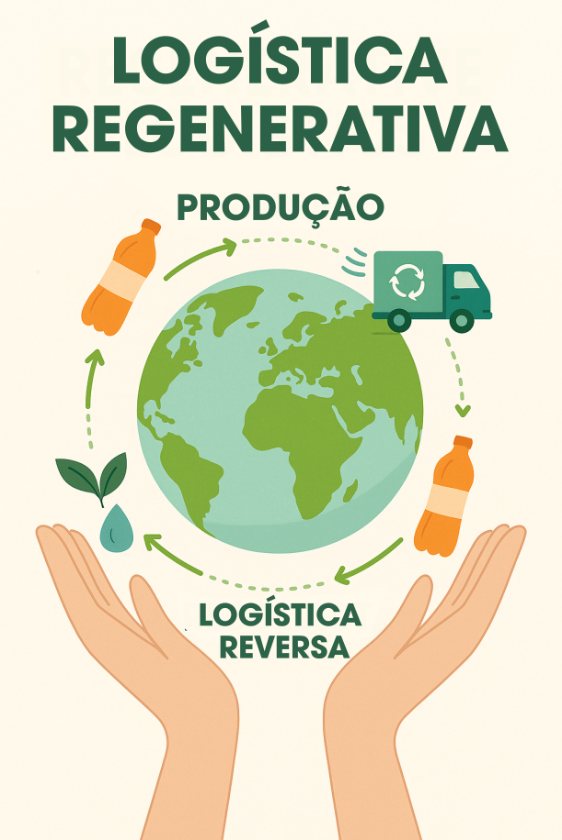 LOGÍSTICA
REGENERATIVA
PRODUÇÃO
LOGÍSTICA
REVERSA